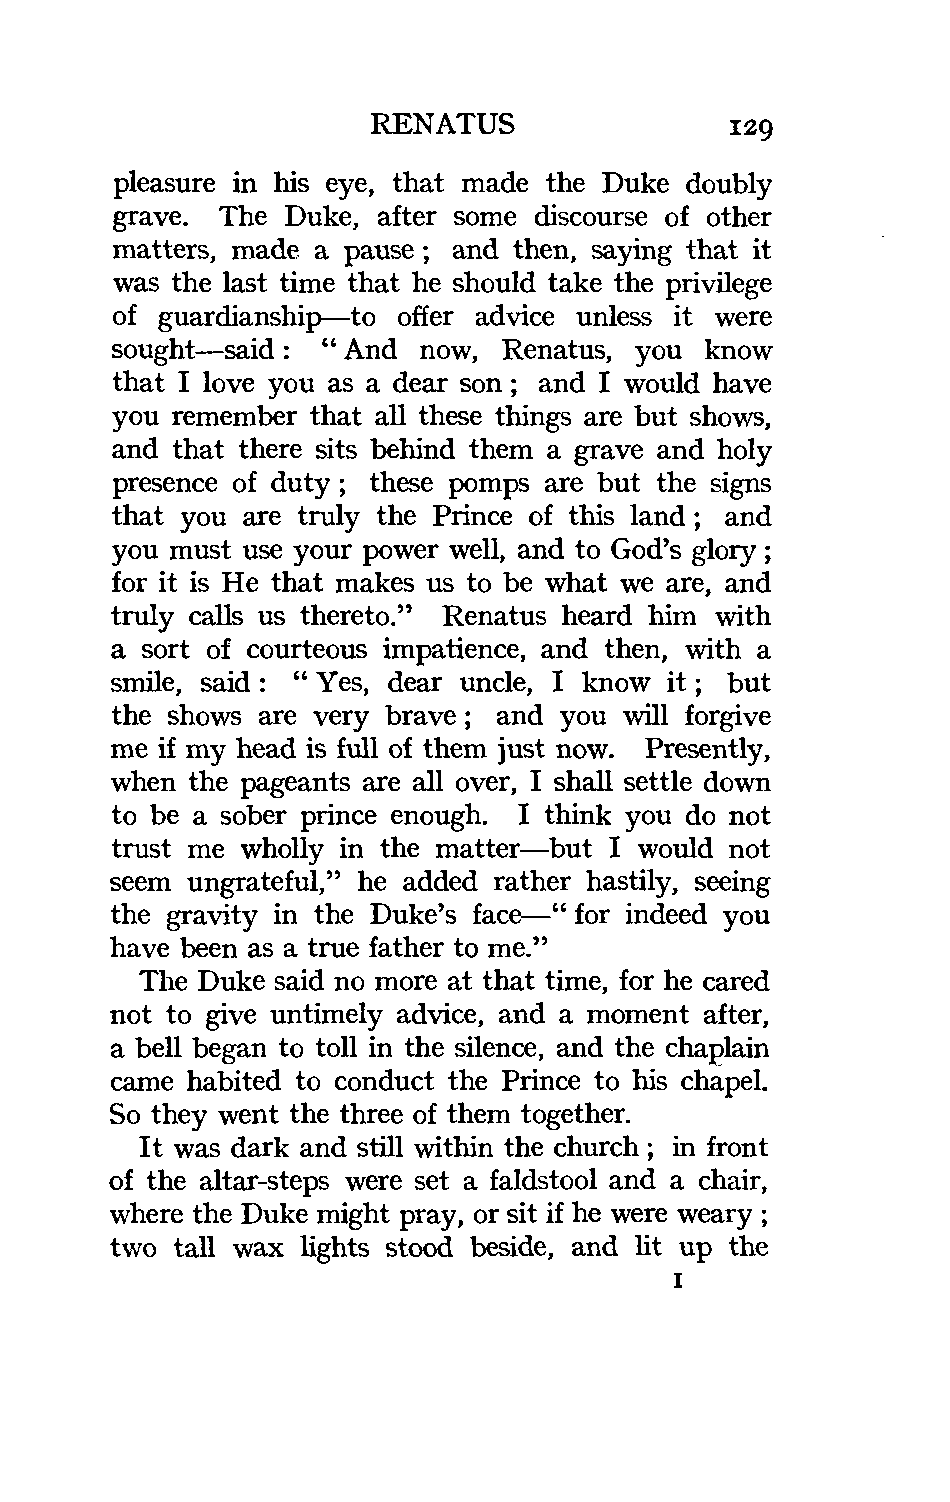 RENATUS 129
pleasure in his eye, that made the Duke doubly
grave. The Duke, after some discourse of other
matters, made a pause ; and then, saying that it
was the last time that he should take the privilege
of guardianship—to offer advice unless it were
sought—said : “ And now, Renatus, you know
that I love you as a dear son ; and I would have
you remember that all these things are but shows,
and that there sits behind them a grave and holy
presence of duty ; these pomps are but the signs
that you are truly the Prince of this land ; and
you must use your power well, and to God’s glory ;
for it is He that makes us to be what we are, and
truly calls us thereto.” Renatus heard him with
a sort of courteous impatience, and then, with a
smile, said : “ Yes, dear uncle, I know it ; but
the shows are very brave ; and you will forgive
me if my head is full of them just now. Presently,
when the pageants are all over, I shall settle down
to be a sober prince enough. I think you do not
trust me wholly in the matter—but I would not
seem ungrateful,” he added rather hastily, seeing
the gravity in the Duke’s face—“ for indeed you
have been as a true father to me.”
The Duke said no more at that time, for he cared
not to give untimely advice, and a moment after,
a bell began to toll in the silence, and the chaplain
came habited to conduct the Prince to his chapel.
So they went the three of them together.
It was dark and still within the church ; in front
of the altar-steps were set a faldstool and a chair,
where the Duke might pray, or sit if he were weary ;
two tall wax lights stood beside, and lit up the
I